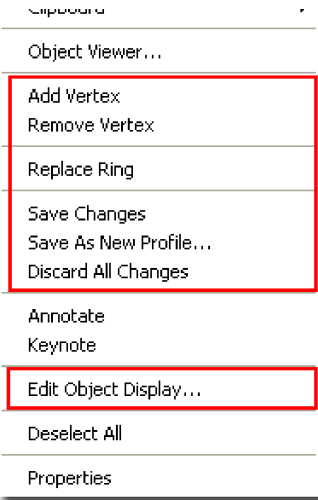 Clipboard
Object Viewer...
Add Vertex
Remove Vertex
Replace Ring
Save Changes
Save As New Profile...
Discard All Changes
Annotate
Keynote
Edit Object Display...
Deselect All
Properties